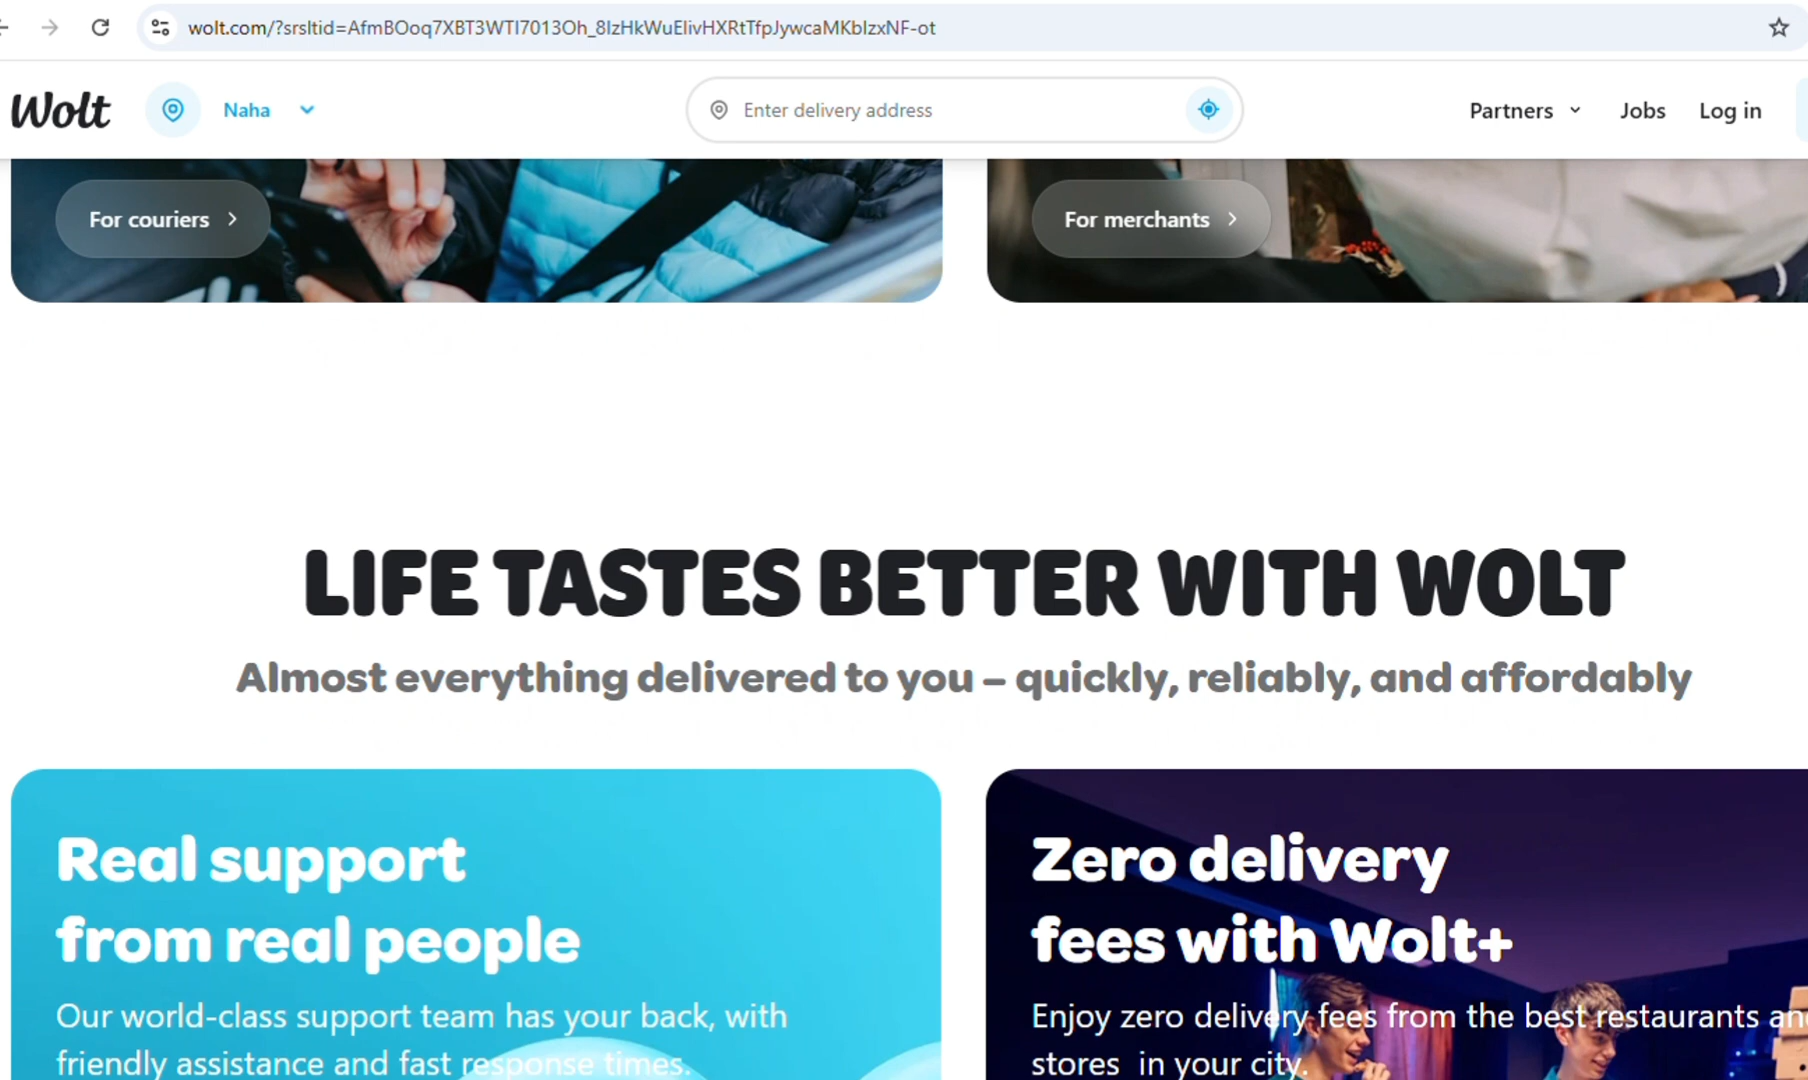 wolt.com/?srsltid=AfmBOoq7XBT3WTI7013Oh_8IzHkWuElivHXRtTfpJywcaMKbIzxNF-ot
Wolt
Naha
Enter delivery address
Partners
Jobs
Log in
For couriers
For merchants
LIFE TASTES BETTER WITH WOLT
Almost everything delivered to you – quickly, reliably, and affordably
Real support
from real people
Our world-class support team has your back, with
friendly assistance and fast response times.
Zero delivery
fees with Wolt+
Enjoy zero delivery fees from the best restaurants
stores in your city.